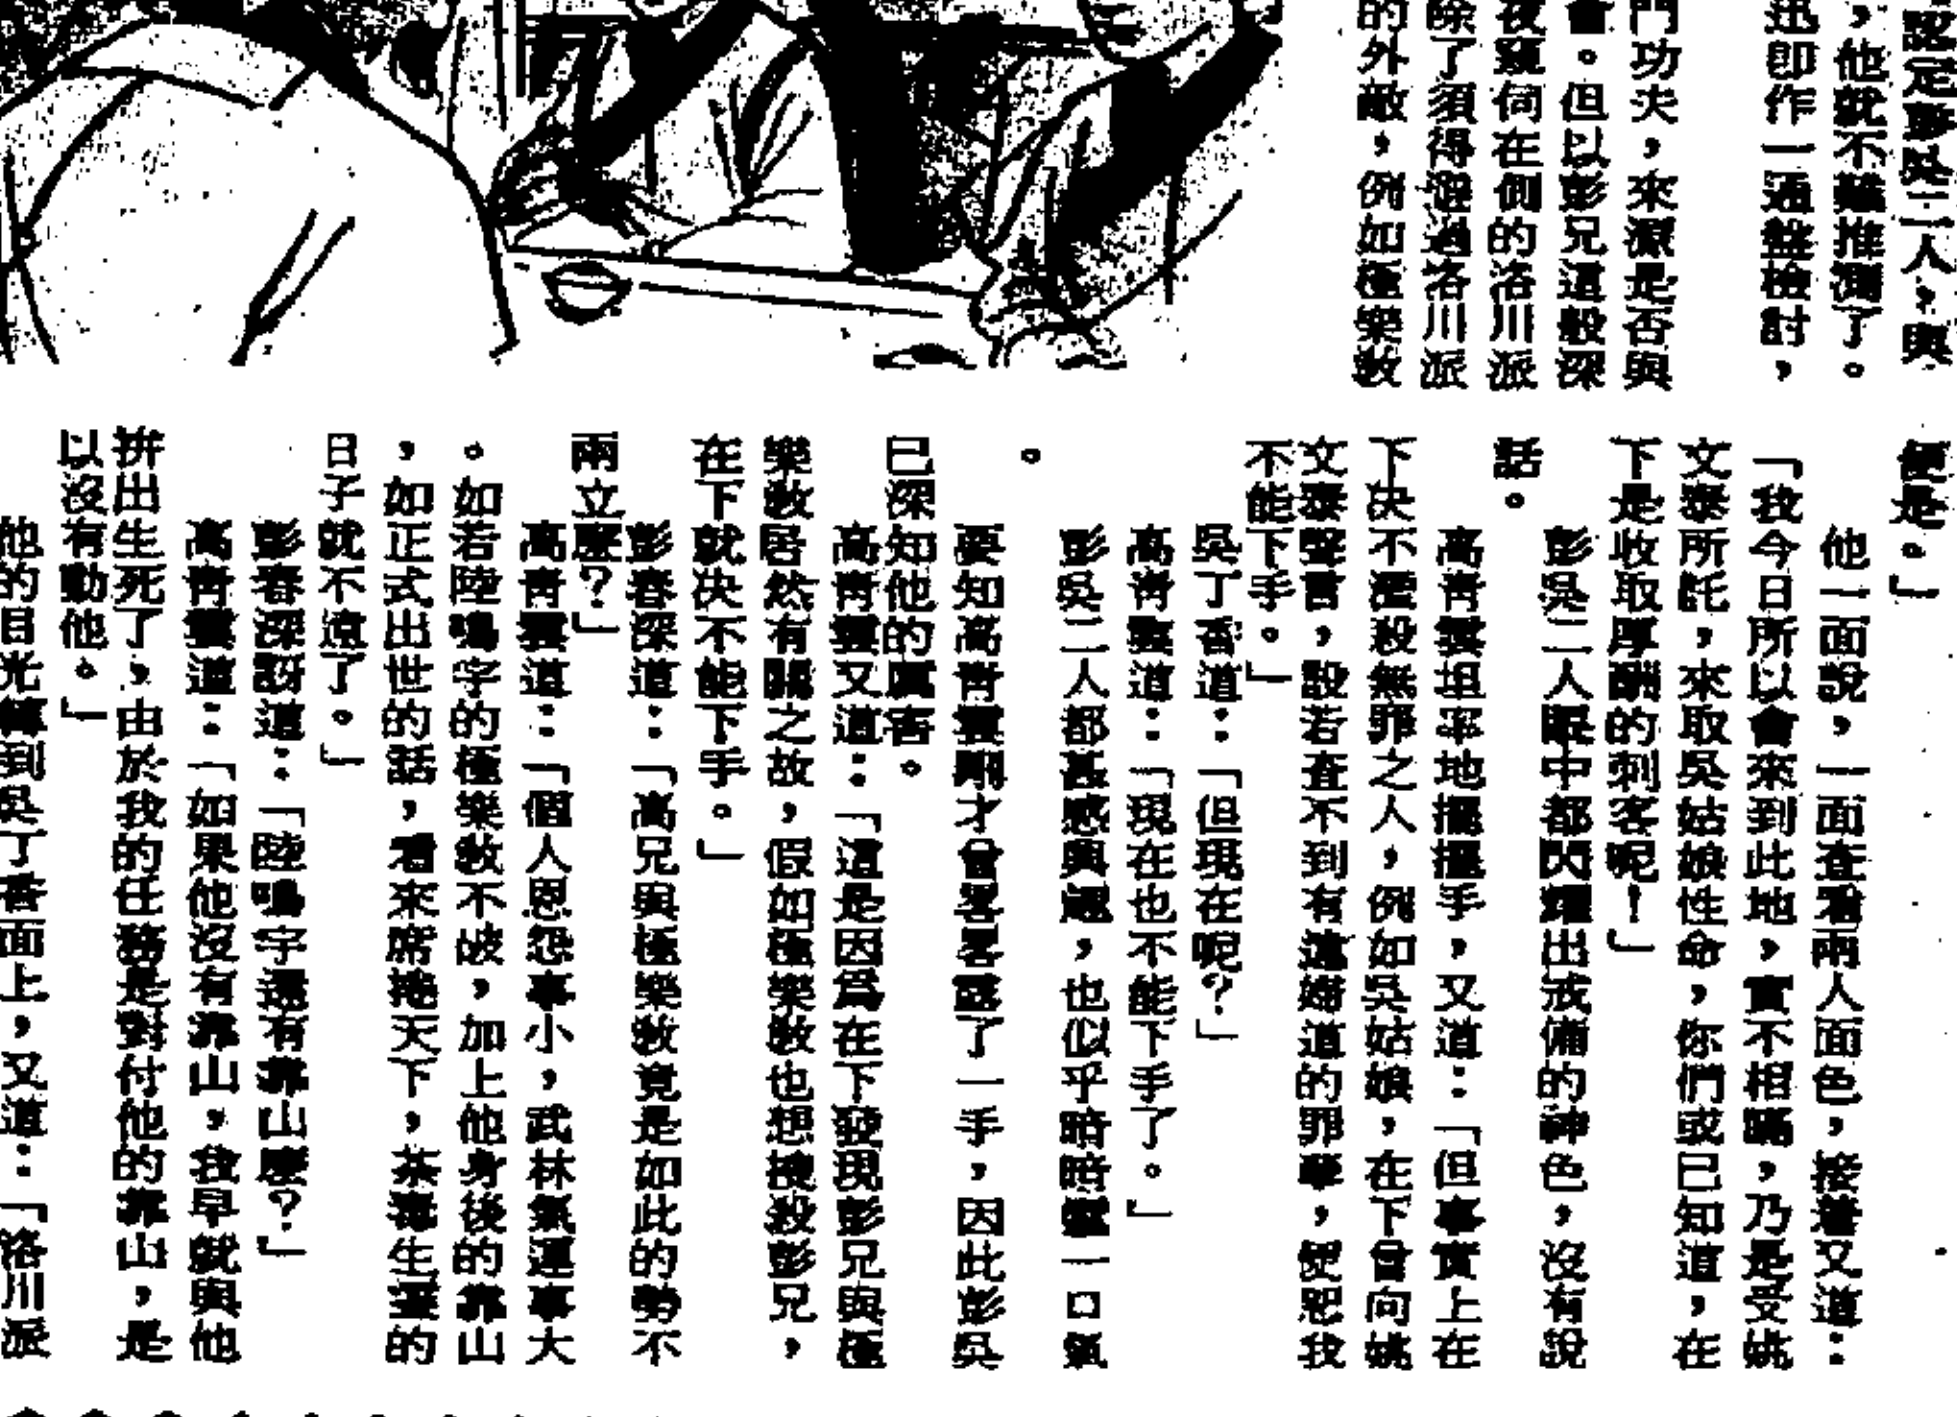 認定彭吳二人，與
，他就不難推測了。
迅即作一通盤檢討，
門功夫，來源是否與
會。但以彭兄這般深
夜窺伺在側的洛川派
除了須得避過洛川派
的外敵，例如極樂教
便是。」
他一面說，一面查看兩人面色，接着又道：
「我今日所以會來到此地，實不相瞞，乃是受姚
文泰所託，來取吳姑娘性命，你們或已知道，在
下是收取厚酬的刺客呢！」
彭吳二人眼中都閃耀出戒備的神色，沒有說
話。
高青雲坦率地擺擺手，又道：「但事實上在
下決不濫殺無罪之人，例如吳姑娘，在下曾向姚
文泰聲言，設若查不到有違婦道的罪孽，便恕我
不能下手。」
吳丁香道：「但現在呢？」
高青雲道：「現在也不能下手了。」
彭吳二人都甚感與趣，也似乎暗暗鬆一口氣
。
要知高青雲剛才曾畧畧露了一手，因此彭吳
已深知他的厲害。
高青雲又道：「這是因爲在下發現彭兄與極
樂教居然有關之故，假如極樂教也想搜殺彭兄，
在下就決不能下手。」
彭春深道：「高兄與極樂教竟是如此的勢不
兩立麼？」
高青雲道：「個人恩怨事小，武林氣運事大
。如若陸鳴宇的極樂教不破，加上他身後的靠山
，如正式出世的話，看來席捲天下，荼毒生靈的
日子就不遠了。」
彭春深訝道：「陸鳴宇還有靠山麼？」
高青雲道：「如果他沒有靠山，我早就與他
拚出生死了，由於我的任務是對付他的靠山，是
以沒有動他。」
他的目光轉到吳丁香面上，又道：「洛川派